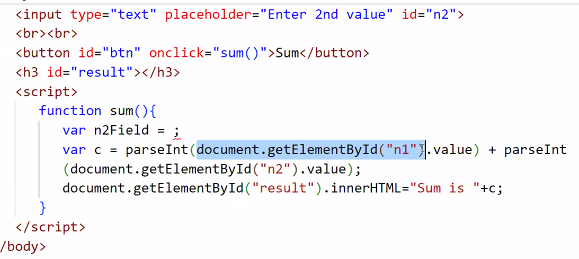 <input type="text" placeholder="Enter 2nd value" id="n2">
<br><br>
<button id="btn" onclick="sum()">Sum</button>
<h3 id="result"></h3>
<script>
function sum(){
var n2Field = ;
var c = parseInt(document.getElementById("n1").value) + parseInt
(document.getElementById("n2").value);
document.getElementById("result").innerHTML="Sum is "+c;
}
</script>
/body>